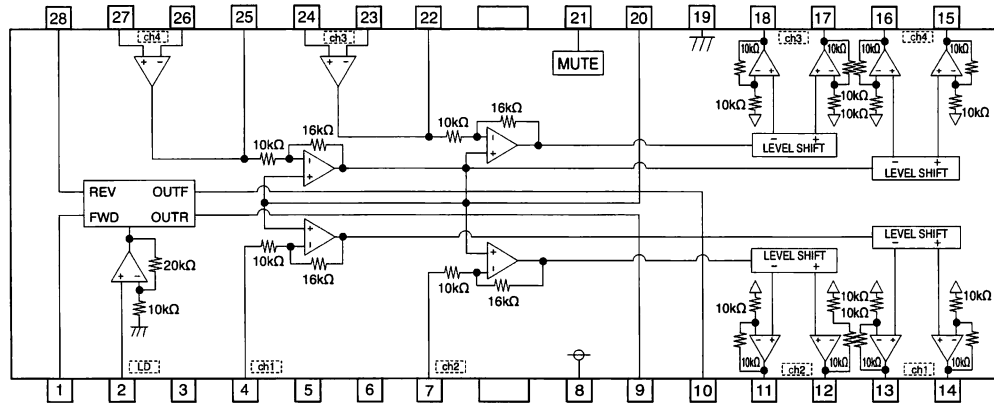 28 27 26 25 24 23 22 21 20 19 18 17 16 15
ch4 ch3 ch3 ch4
MUTE
10kΩ 10kΩ 10kΩ 10kΩ
10kΩ 10kΩ 10kΩ 10kΩ
+ − + −
− + − + − + − +
16kΩ 16kΩ
10kΩ 10kΩ
− +
LEVEL SHIFT
− +
LEVEL SHIFT
REV OUTF
FWD OUTR
LEVEL SHIFT
− +
LEVEL SHIFT
− +
10kΩ 10kΩ
16kΩ 16kΩ
+ −
20kΩ
10kΩ
10kΩ 10kΩ 10kΩ 10kΩ
10kΩ 10kΩ 10kΩ 10kΩ
LD ch1 ch2 ch2 ch1
1 2 3 4 5 6 7 8 9 10 11 12 13 14